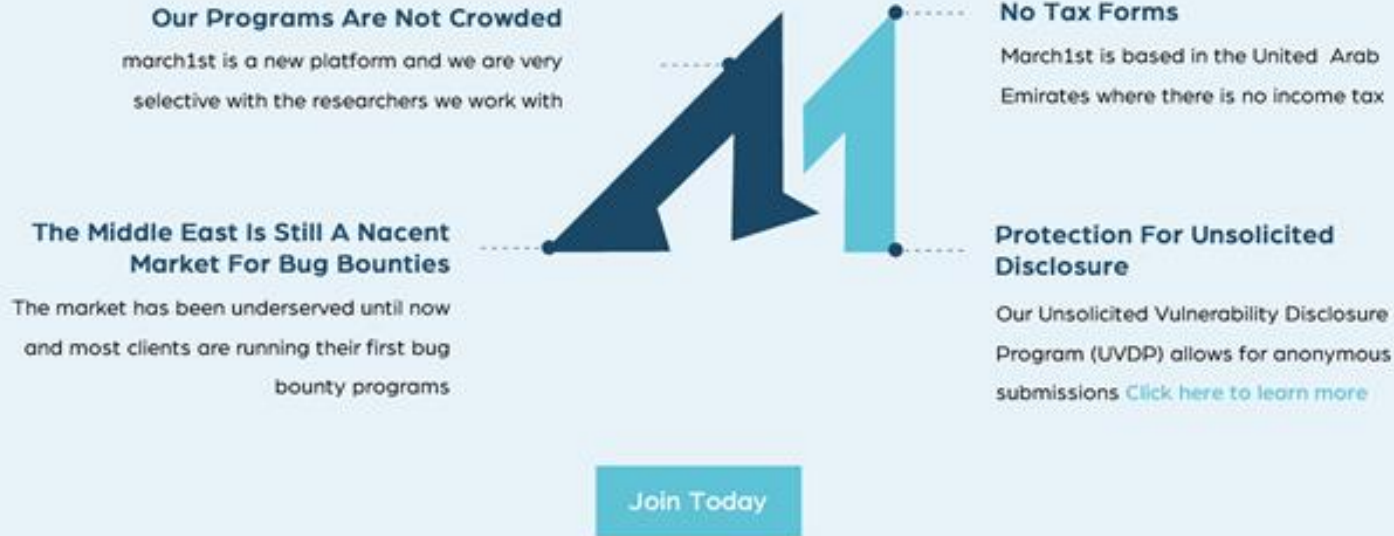 Our Programs Are Not Crowded
march1st is a new platform and we are very
selective with the researchers we work with
No Tax Forms
March1st is based in the United Arab
Emirates where there is no income tax
The Middle East Is Still A Nacent
Market For Bug Bounties
The market has been underserved until now
and most clients are running their first bug
bounty programs
Protection For Unsolicited
Disclosure
Our Unsolicited Vulnerability Disclosure
Program (UVDP) allows for anonymous
submissions Click here to learn more
Join Today